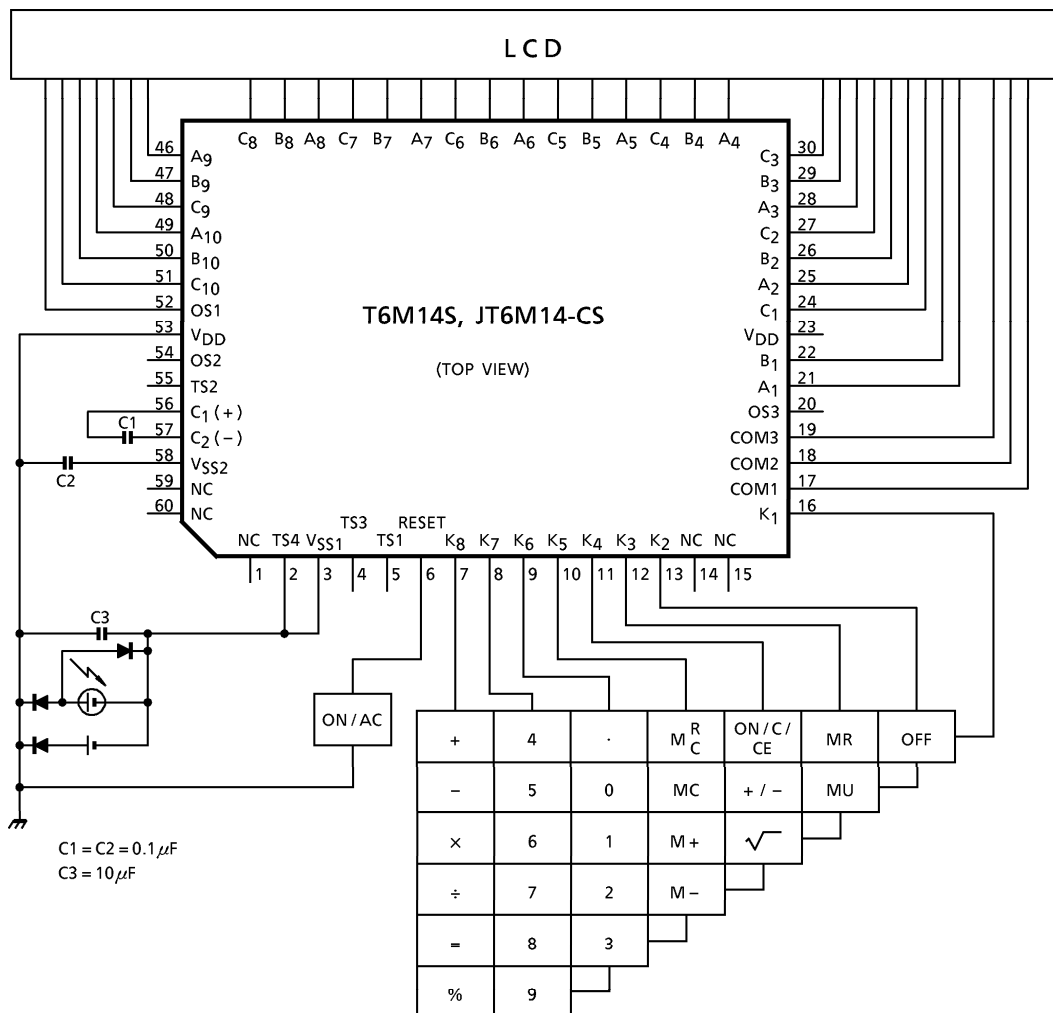 LCD
C8 B8 A8 C7 B7 A7 C6 B6 A6 C5 B5 A5 C4 B4 A4
46 A9
47 B9
48 C9
49 A10
50 B10
51 C10
52 OS1
53 VDD
54 OS2
55 TS2
56 C1 (+)
C1
57 C2 (−)
58 VSS2
C2
59 NC
60 NC
T6M14S, JT6M14-CS
(TOP VIEW)
C3 30
B3 29
A3 28
C2 27
B2 26
A2 25
C1 24
VDD 23
B1 22
A1 21
OS3 20
COM3 19
COM2 18
COM1 17
K1 16
NC TS4 VSS1 TS3 TS1 RESET K8 K7 K6 K5 K4 K3 K2 NC NC
1 2 3 4 5 6 7 8 9 10 11 12 13 14 15
C3
ON / AC
+ 4 · M R C ON / C / CE MR OFF
− 5 0 MC + / − MU
× 6 1 M+ √
÷ 7 2 M−
= 8 3
% 9
C1 = C2 = 0.1 μF
C3 = 10 μF